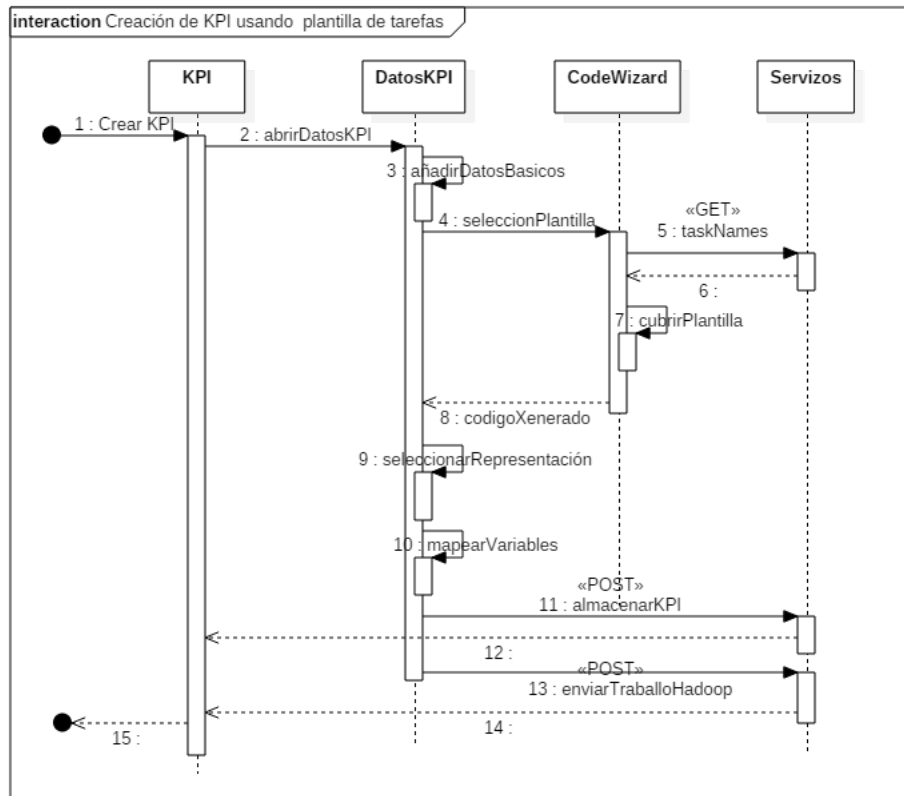 interaction Creación de KPI usando plantilla de tarefas
KPI
DatosKPI
CodeWizard
Servizos
1 : Crear KPI
2 : abrirDatosKPI
3 : añadirDatosBasicos
4 : seleccionPlantilla
«GET»
5 : taskNames
6 :
7 : cubrirPlantilla
8 : codigoXenerado
9 : seleccionarRepresentación
10 : mapearVariables
«POST»
11 : almacenarKPI
12 :
«POST»
13 : enviarTraballoHadoop
14 :
15 :